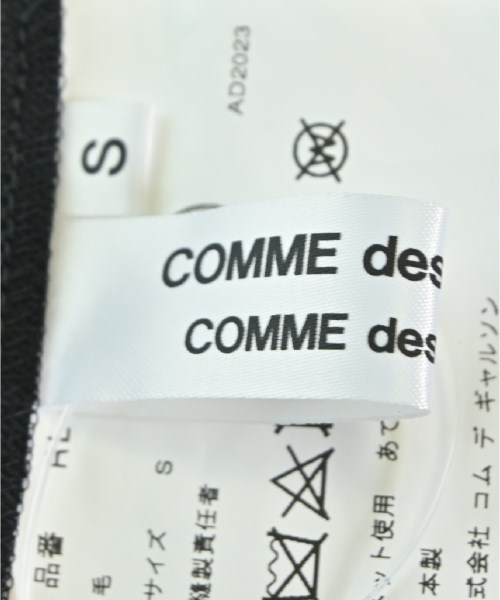 COMME des
COMME des
S
AD2023
品番
毛
サイズ S
縫製責任者
ット使用 あて
本製
式会社 コム デ ギャルソン